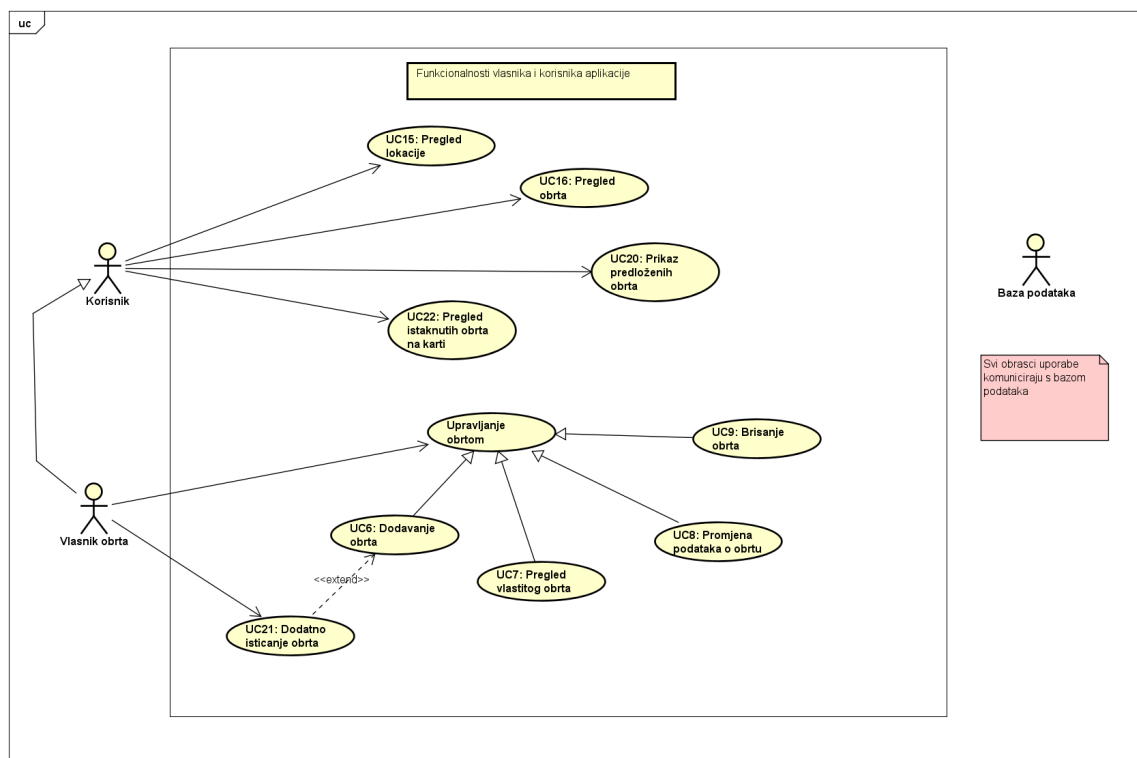 uc
Funkcionalnosti vlasnika i korisnika aplikacije
UC15: Pregled
lokacije
UC16: Pregled
obrta
UC20: Prikaz
predloženih
obrta
Korisnik
Baza podataka
UC22: Pregled
istaknutih obrta
na karti
Svi obrasci uporabe
komuniciraju s bazom
podataka
Upravljanje
obrtom
UC9: Brisanje
obrta
Vlasnik obrta
UC6: Dodavanje
obrta
UC8: Promjena
podataka o obrtu
<<extend>>
UC7: Pregled
vlastitog obrta
UC21: Dodatno
isticanje obrta